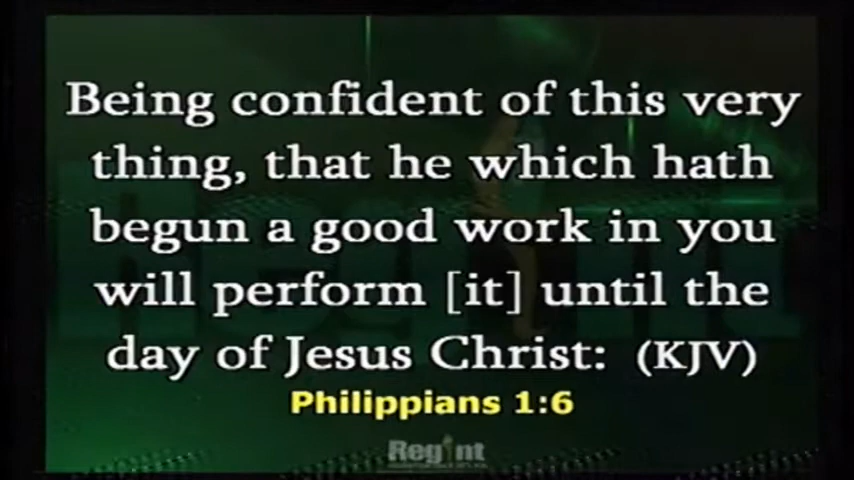 Being confident of this very
thing, that he which hath
begun a good work in you
will perform [it] until the
day of Jesus Christ: (KJV)
Philippians 1:6
Regint